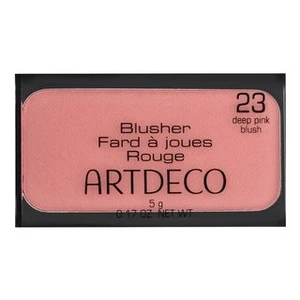 23
deep pink
blush
Blusher
Fard à joues
Rouge
ARTDECO
5 g
0.17 OZ NET WT